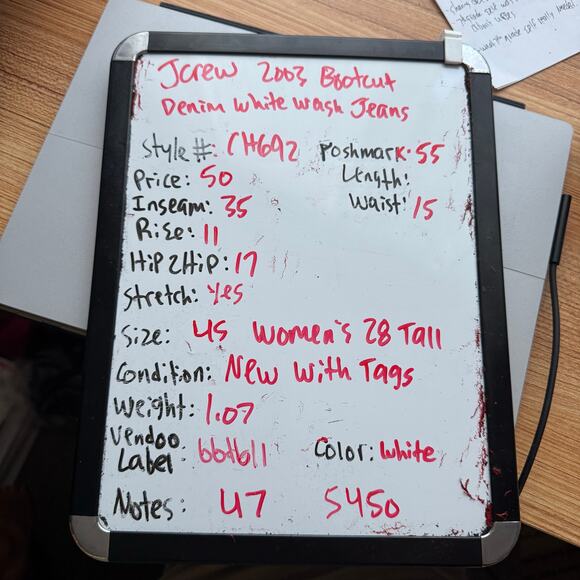 Jcrew 2003 Bootcut
Denim White Wash Jeans
Style #: CH692 Poshmark: 55
Price: 50 Length:
Inseam: 35 Waist: 15
Rise: 11
Hip2Hip: 17
Stretch: Yes
Size: US Women's 28 Tall
Condition: New With Tags
Weight: 1.07
Vendoo
Label: Color: White
Notes: U7 5450